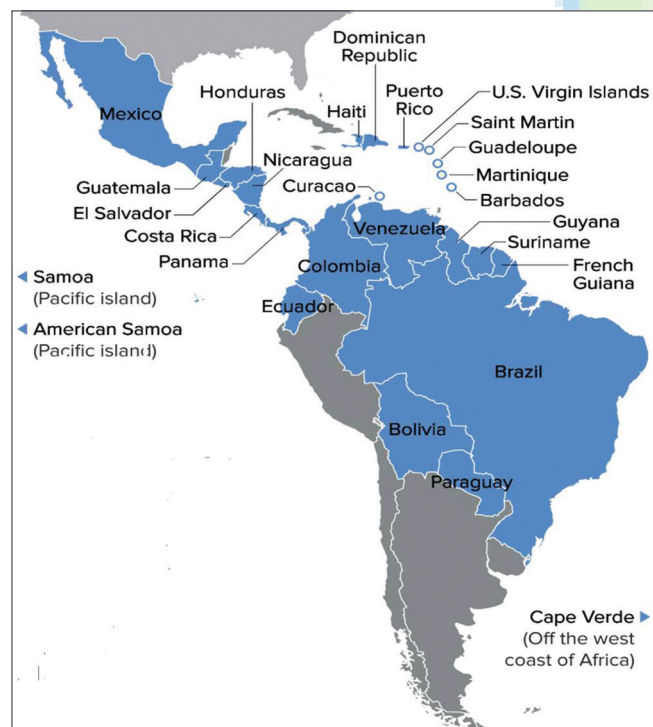 Dominican
Republic
Honduras
Haiti
Puerto
Rico
U.S. Virgin Islands
Saint Martin
Mexico
Guadeloupe
Nicaragua
Curacao
Martinique
Guatemala
Barbados
El Salvador
Guyana
Costa Rica
Venezuela
Suriname
Panama
Colombia
French
Guiana
Samoa
(Pacific island)
Ecuador
American Samoa
(Pacific island)
Brazil
Bolivia
Paraguay
Cape Verde
(Off the west
coast of Africa)